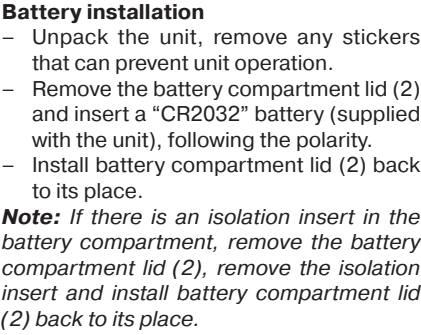 Battery installation
– Unpack the unit, remove any stickers
that can prevent unit operation.
– Remove the battery compartment lid (2)
and insert a “CR2032” battery (supplied
with the unit), following the polarity.
– Install battery compartment lid (2) back
to its place.
Note: If there is an isolation insert in the
battery compartment, remove the battery
compartment lid (2), remove the isolation
insert and install battery compartment lid
(2) back to its place.